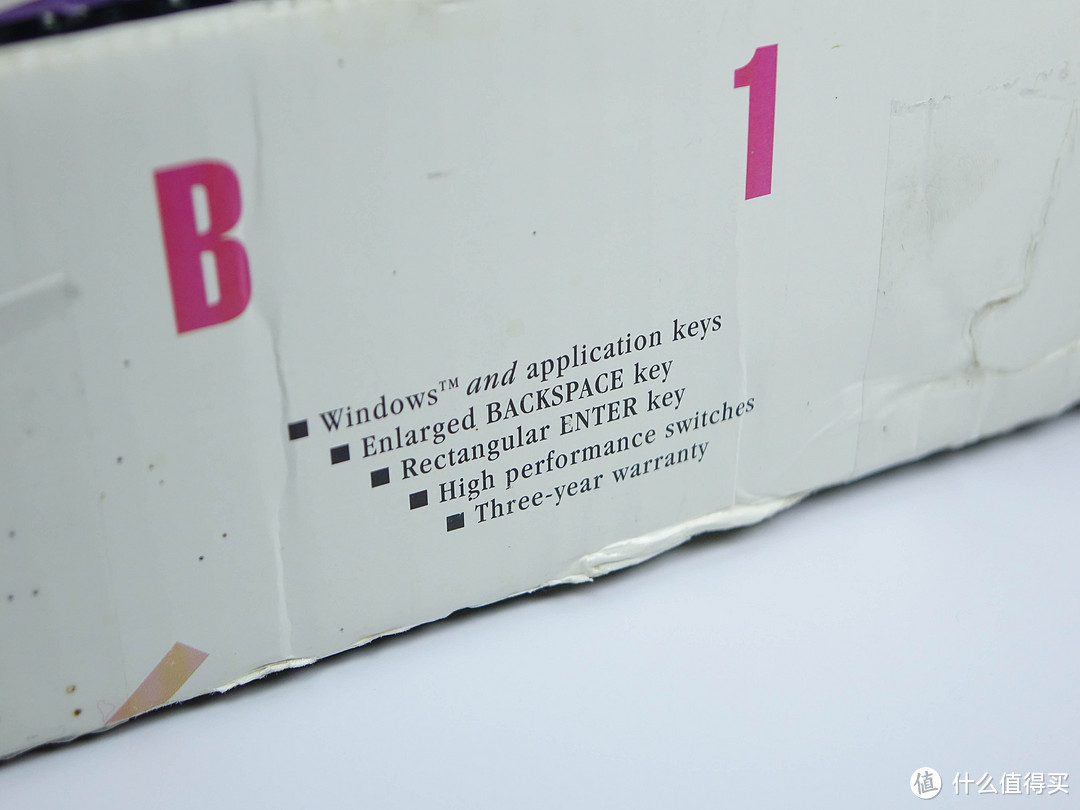 B
1
■ Windows™ and application keys
■ Enlarged BACKSPACE key
■ Rectangular ENTER key
■ High performance switches
■ Three-year warranty
值 什么值得买